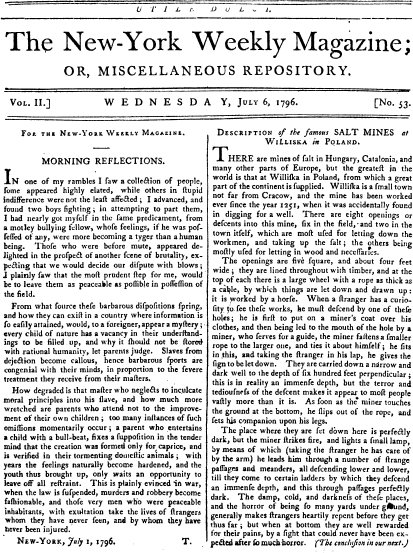 UTILE DULCI.
The New-York Weekly Magazine;
OR, MISCELLANEOUS REPOSITORY.
VOL. II.] WEDNESDAY, JULY 6, 1796. [NO. 53.
FOR THE NEW-YORK WEEKLY MAGAZINE.
MORNING REFLECTIONS.
IN one of my rambles I saw a collection of people,
some appeared highly elated, while others in stupid
indifference were not the least affected; I advanced, and
found two boys fighting; in attempting to part them,
I had nearly got myself in the same predicament, from
a motley bullying fellow, whose feelings, if he was pos-
sessed of any, were more becoming a tyger than a human
being. Those who were before mute, appeared de-
lighted in the prospect of another scene of brutality, ex-
pecting that we would decide our dispute with blows;
I plainly saw that the most prudent step for me, would
be to leave them as peaceable as possible in possession of
the field.
From what source these barbarous dispositions spring,
and how they can exist in a country where information is
so easily attained, would, to a foreigner, appear a mystery;
every child of nature has a vacancy in their understand-
ings to be filled up, and why it should not be stored
with rational humanity, let parents judge. Slaves from
dejection become callous, hence barbarous sports are
congenial with their minds, in proportion to the severe
treatment they receive from their masters.
How degraded is that master who neglects to inculcate
moral principles into his slave, and how much more
wretched are parents who attend not to the improve-
ment of their own children; too many instances of such
omissions momentarily occur; a parent who entertains
a child with a bull-beat, fixes a supposition in the tender
mind that the creation was formed only for caprice, and
is verified in their tormenting domestic animals; with
years the feelings naturally become hardened, and the
youth thus brought up, only waits an opportunity to
leave off all restraint. This is plainly evinced in war,
when the law is suspended, murders and robbery become
fashionable, and those very men who were peaceable
inhabitants, with exultation take the lives of strangers
whom they have never seen, and by whom they have
never been injured.
NEW-YORK, July 1, 1796. T.
DESCRIPTION of the famous SALT MINES at
WILLISKA in POLAND.
THERE are mines of salt in Hungary, Catalonia, and
many other parts of Europe, but the greatest in the
world is that at Williska in Poland, from which a great
part of the continent is supplied. Williska is a small town
not far from Cracow, and the mine has been worked
ever since the year 1251, when it was accidentally found
in digging for a well. There are eight openings or
descents into this mine, six in the field, and two in the
town itself, which are most used for letting down the
workmen, and taking up the salt; the others being
mostly used for letting in wood and necessaries.
The openings are five square, and about four feet
wide; they are lined throughout with timber, and at the
top of each there is a large wheel with a rope as thick as
a cable, by which things are let down and drawn up:
it is worked by a horse. When a stranger has a curio-
sity to see these works, he must descend by one of these
holes; he is first to put on a miner's coat over his
clothes, and then being led to the mouth of the hole by a
miner, who serves for a guide, the miner fastens a smaller
rope to the larger one, and ties it about himself; he sits
in this, and taking the stranger in his lap, he gives the
sign to be let down. They are carried down a narrow and
dark well to the depth of six hundred feet perpendicular;
this is in reality an immense depth, but the terror and
tediousness of the descent makes it appear to most people
vastly more than it is. As soon as the miner touches
the ground at bottom, he slips out of the rope, and
sets his companion upon his legs.
The place where they are set down here is perfectly
dark, but the miner strikes fire, and lights a small lamp,
by means of which (taking the stranger he has care of
by the arm) he leads him through a number of strange
passages and meanders, all descending lower and lower,
till they come to certain ladders by which they descend
an immense depth, and this through passages perfectly
dark. The damp, cold, and darkness of these places,
and the horror of being so many yards under ground,
generally makes strangers heartily repent before they get
thus far; but when at bottom they are well rewarded
for their pains, by a sight that could never have been ex-
pected after so much horror. (The conclusion in our next.)